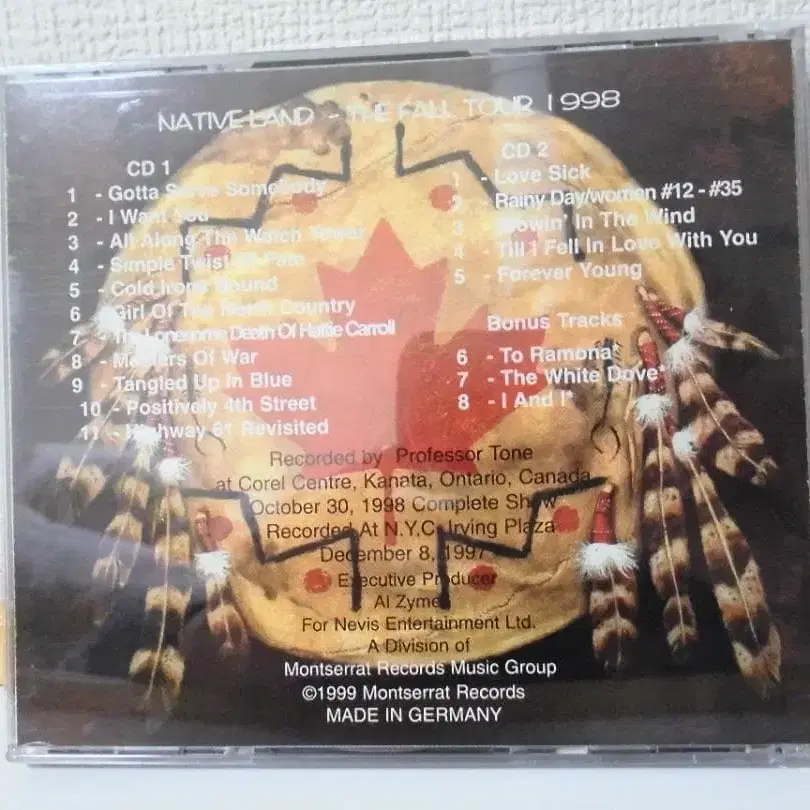 NATIVE LAND - THE FALL TOUR 1998
CD 1
1 - Gotta Serve Somebody
2 - I Want You
3 - All Along The Watch Tower
4 - Simple Twist Of Fate
5 - Cold Irons Bound
6 - Girl Of The North Country
7 - The Lonesome Death Of Hattie Carroll
8 - Masters Of War
9 - Tangled Up In Blue
10 - Positively 4th Street
11 - Highway 61 Revisited
CD 2
1 - Love Sick
2 - Rainy Day/women #12 - #35
3 - Blowin' In The Wind
4 - Till I Fell In Love With You
5 - Forever Young
Bonus Tracks
6 - To Ramona*
7 - The White Dove*
8 - I And I*
Recorded by Professor Tone
at Corel Centre, Kanata, Ontario, Canada
October 30, 1998 Complete Show
Recorded At N.Y.C. Irving Plaza
December 8, 1997
Executive Producer
Al Zyme
For Nevis Entertainment Ltd.
A Division of
Montserrat Records Music Group
©1999 Montserrat Records
MADE IN GERMANY